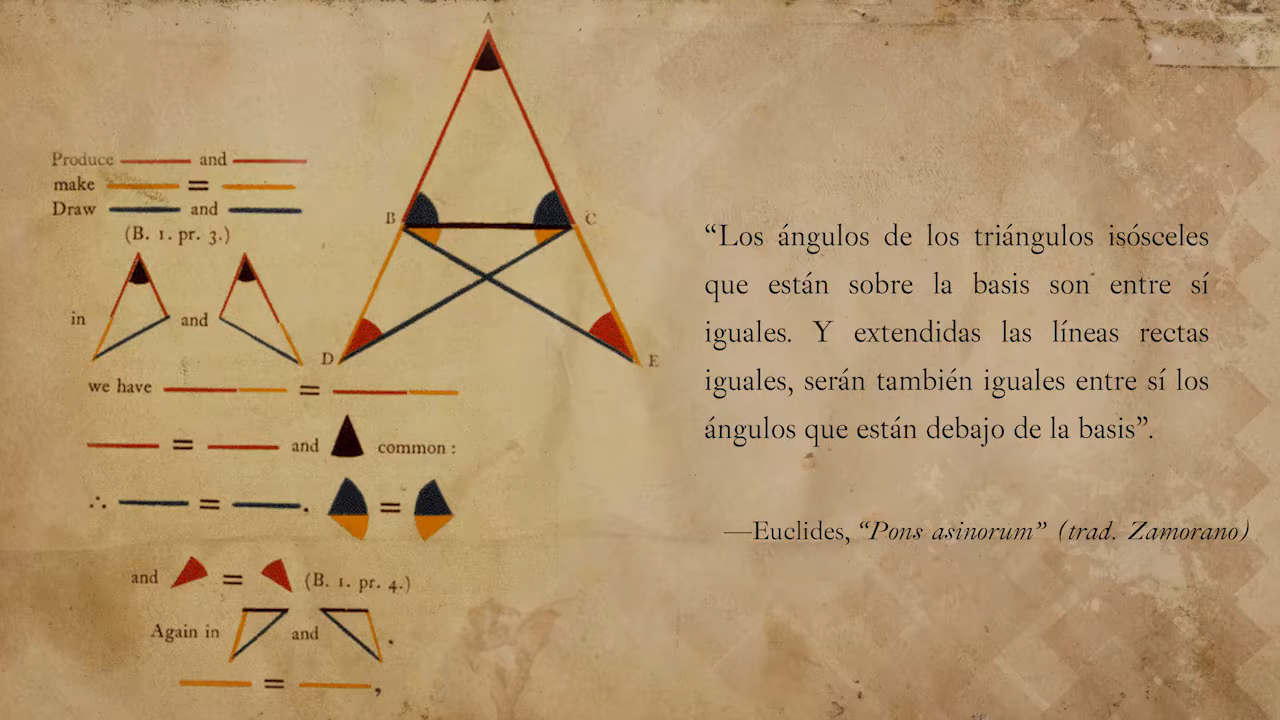 A
Produce and
make =
Draw and
(B. 1. pr. 3.)
B
C
in and
D
E
we have =
= and common :
∴ = . =
and = (B. 1. pr. 4.)
Again in and .
= ,
“Los ángulos de los triángulos isósceles
que están sobre la basis son entre sí
iguales. Y extendidas las líneas rectas
iguales, serán también iguales entre sí los
ángulos que están debajo de la basis”.
—Euclides, “Pons asinorum” (trad. Zamorano)